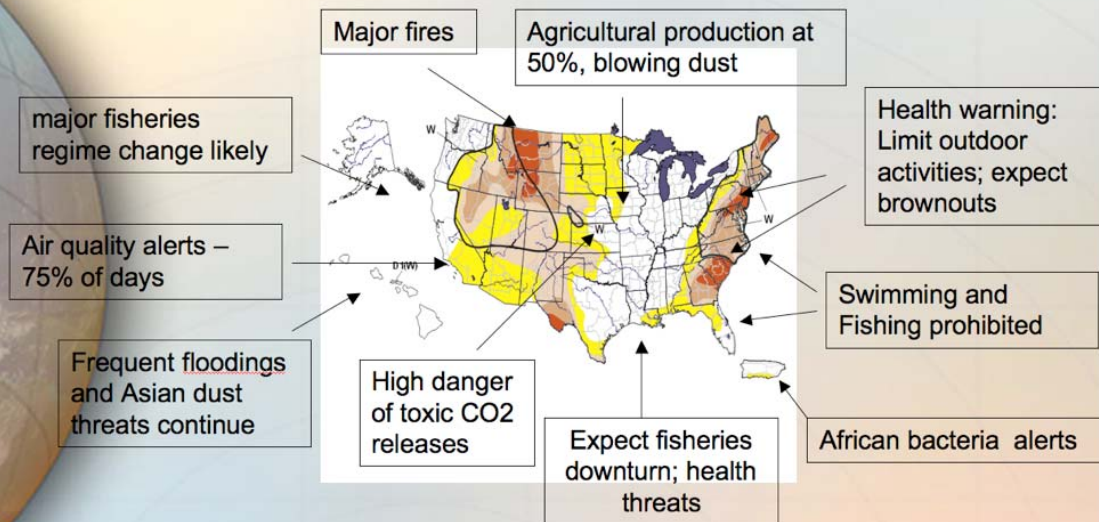 Major fires
Agricultural production at
50%, blowing dust
major fisheries
regime change likely
Health warning:
Limit outdoor
activities; expect
brownouts
Air quality alerts –
75% of days
W
W
W
D1(W)
Swimming and
Fishing prohibited
Frequent floodings
and Asian dust
threats continue
High danger
of toxic CO2
releases
Expect fisheries
downturn; health
threats
African bacteria alerts